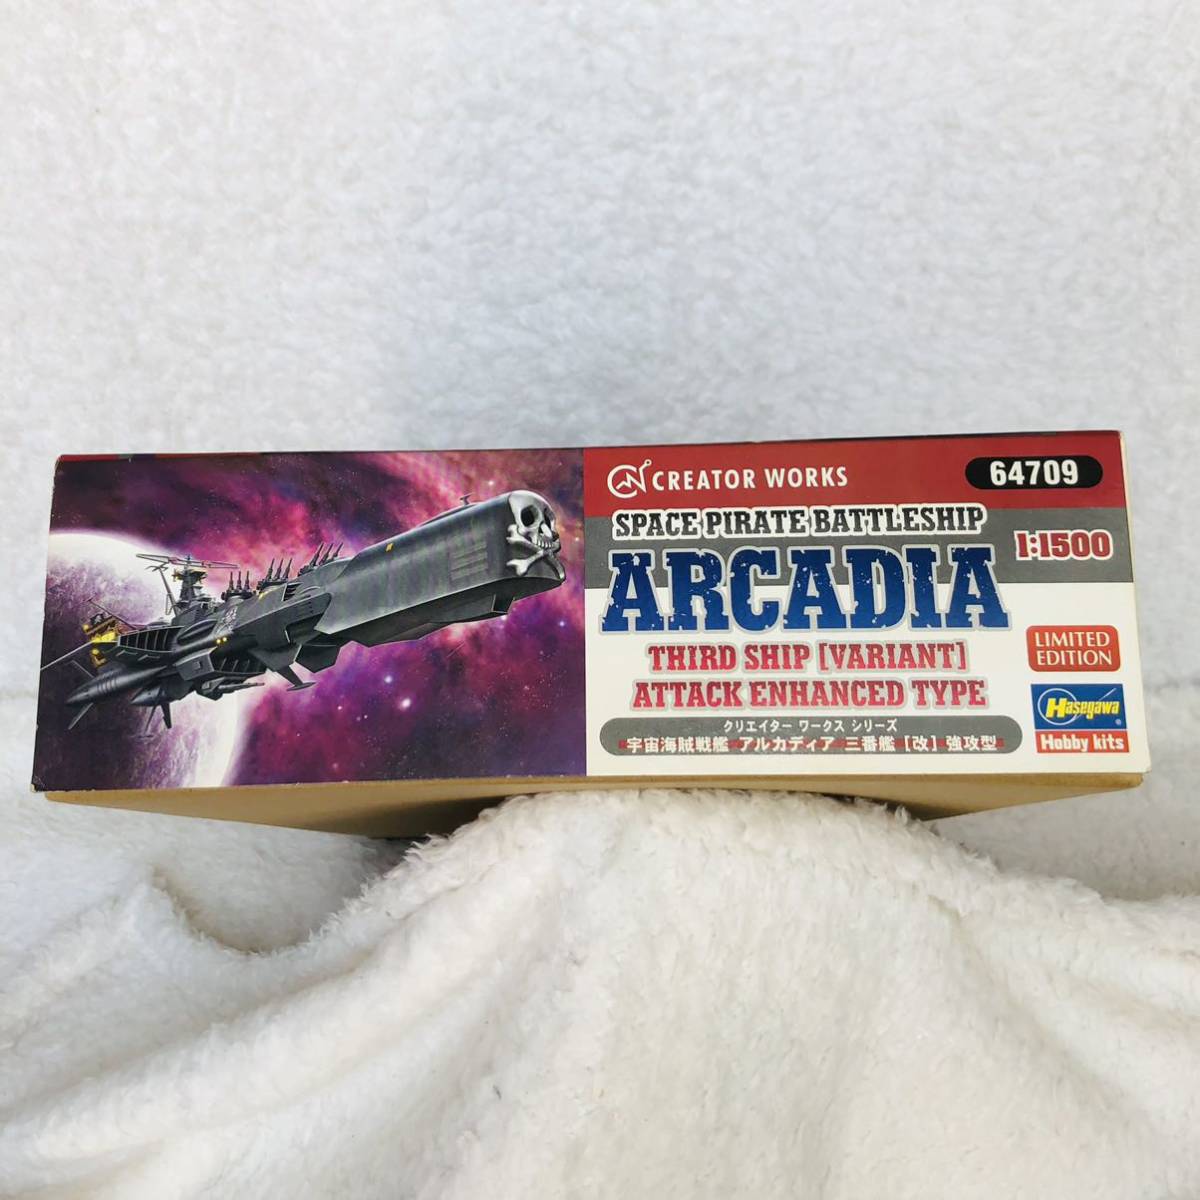 CREATOR WORKS
64709
SPACE PIRATE BATTLESHIP
ARCADIA
1:1500
THIRD SHIP [VARIANT]
ATTACK ENHANCED TYPE
LIMITED
EDITION
クリエイター ワークス シリーズ
宇宙海賊戦艦 アルカディア 三番艦 [改] 強攻型
Hasegawa
Hobby kits